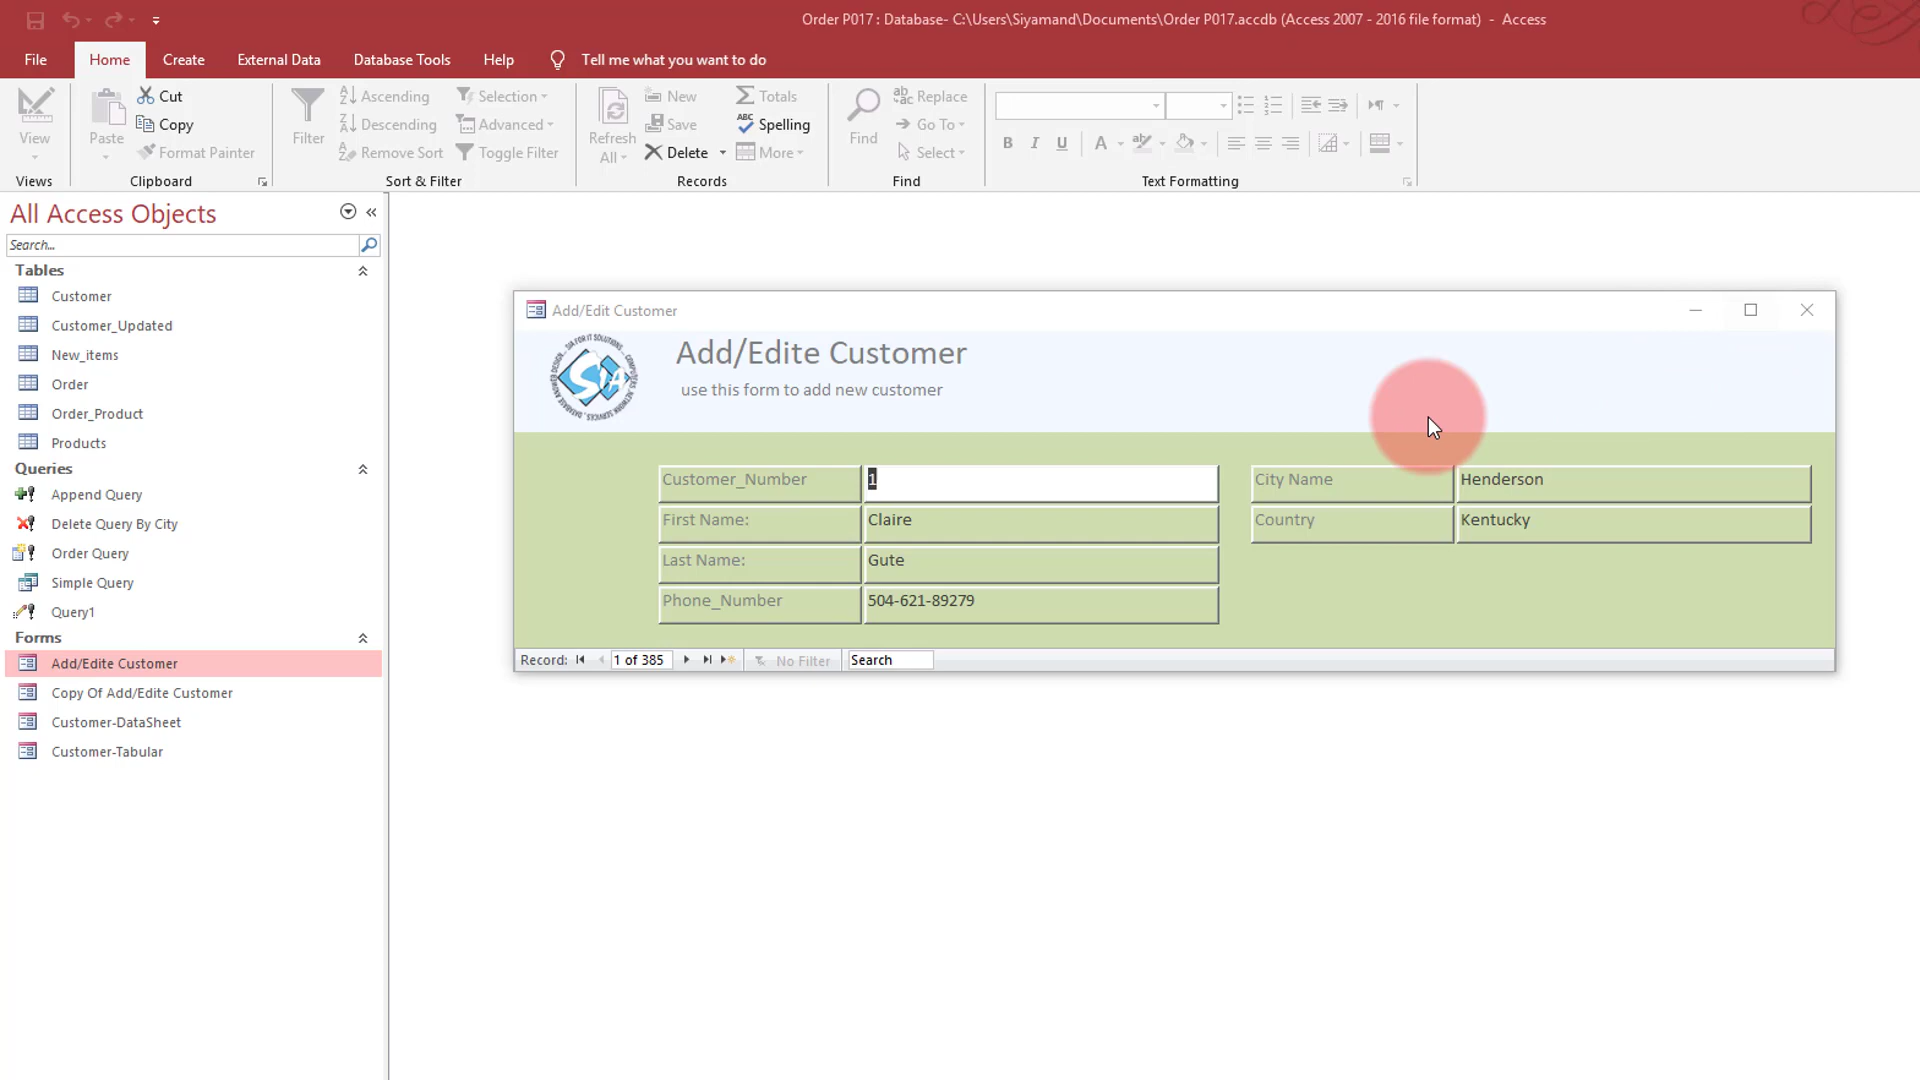 Order P017 : Database- C:\Users\Siyamand\Documents\Order P017.accdb (Access 2007 - 2016 file format) - Access
File Home Create External Data Database Tools Help Tell me what you want to do
View
Views
Paste
Cut
Copy
Format Painter
Clipboard
Filter
Ascending
Descending
Remove Sort
Selection
Advanced
Toggle Filter
Sort & Filter
Refresh
All
New
Save
Delete
Totals
Spelling
More
Records
Find
Replace
Go To
Select
Find
B I U A
Text Formatting
All Access Objects
Search...
Tables
Customer
Customer_Updated
New_items
Order
Order_Product
Products
Queries
Append Query
Delete Query By City
Order Query
Simple Query
Query1
Forms
Add/Edite Customer
Copy Of Add/Edite Customer
Customer-DataSheet
Customer-Tabular
Add/Edit Customer
Add/Edite Customer
use this form to add new customer
Customer_Number 1 City Name Henderson
First Name: Claire Country Kentucky
Last Name: Gute
Phone_Number 504-621-89279
Record: 1 of 385 No Filter Search